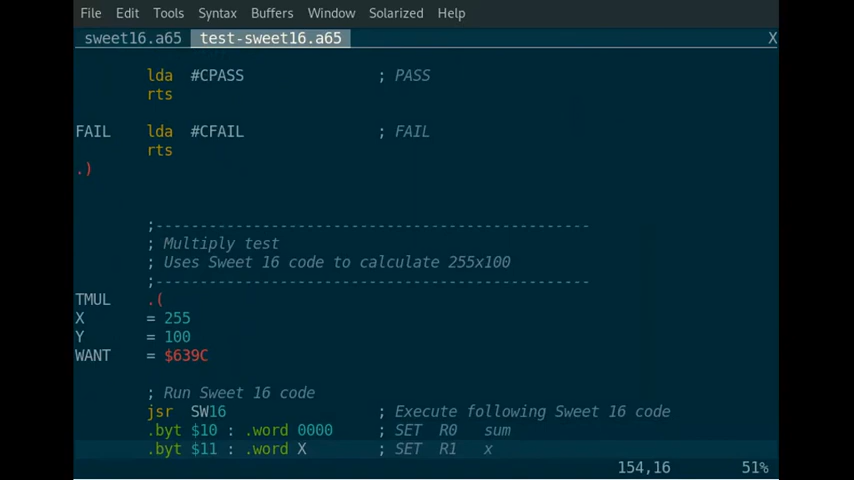 File Edit Tools Syntax Buffers Window Solarized Help
sweet16.a65 test-sweet16.a65 X
lda #CPASS ; PASS
rts
FAIL lda #CFAIL ; FAIL
rts
.)
;--------------------------------------------------
; Multiply test
; Uses Sweet 16 code to calculate 255x100
;--------------------------------------------------
TMUL .(
X = 255
Y = 100
WANT = $639C
; Run Sweet 16 code
jsr SW16 ; Execute following Sweet 16 code
.byt $10 : .word 0000 ; SET R0 sum
.byt $11 : .word X ; SET R1 x
154,16 51%